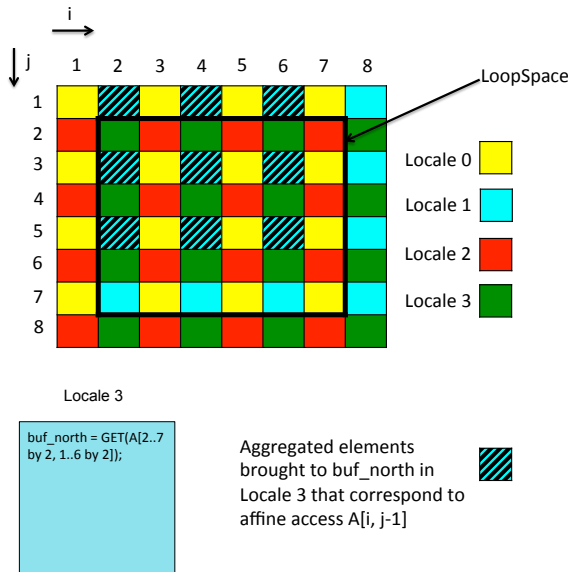 i
j
1 2 3 4 5 6 7 8
LoopSpace
1
2
3
4
5
6
7
8
Locale 0
Locale 1
Locale 2
Locale 3
Locale 3
buf_north = GET(A[2..7
by 2, 1..6 by 2]);
Aggregated elements
brought to buf_north in
Locale 3 that correspond to
affine access A[i, j-1]